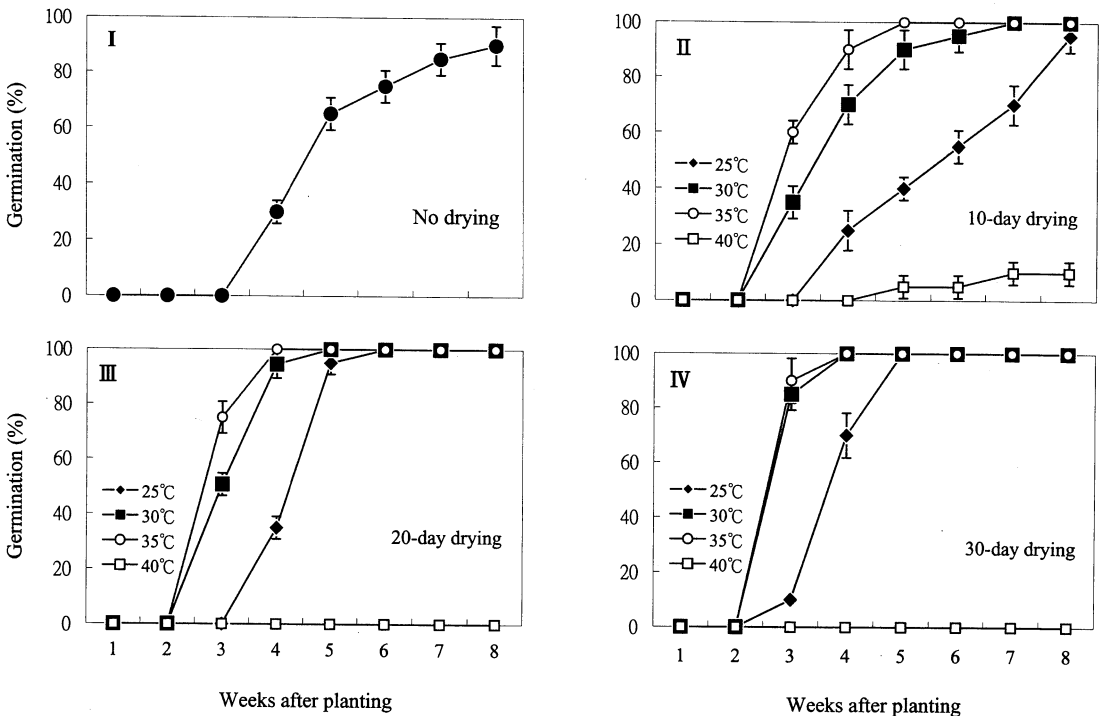 I
100
80
60
40
20
0
Germination (%)
No drying
II
100
80
60
40
20
0
25℃
30℃
35℃
40℃
10-day drying
III
100
80
60
40
20
0
Germination (%)
25℃
30℃
35℃
40℃
20-day drying
1 2 3 4 5 6 7 8
Weeks after planting
IV
100
80
60
40
20
0
25℃
30℃
35℃
40℃
30-day drying
1 2 3 4 5 6 7 8
Weeks after planting